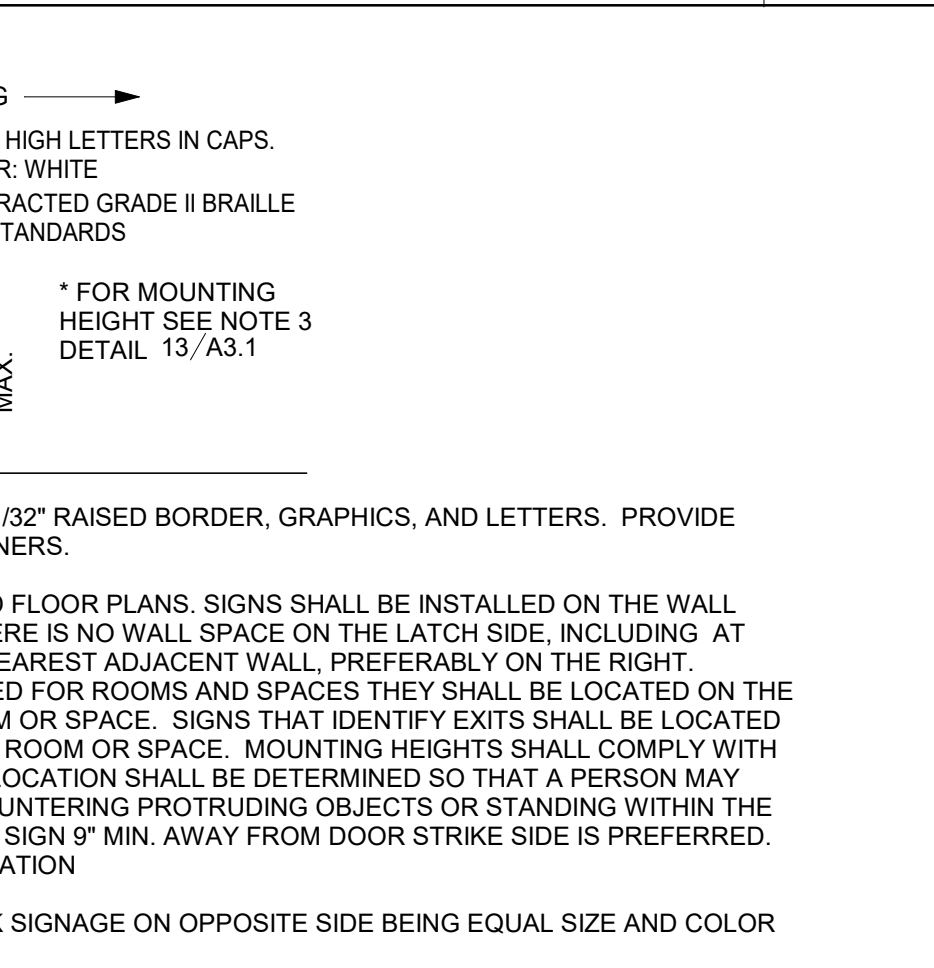 G
HIGH LETTERS IN CAPS.
R: WHITE
RACTED GRADE II BRAILLE
TANDARDS
* FOR MOUNTING
HEIGHT SEE NOTE 3
DETAIL 13/A3.1
MAX.
/32" RAISED BORDER, GRAPHICS, AND LETTERS. PROVIDE
NERS.
FLOOR PLANS. SIGNS SHALL BE INSTALLED ON THE WALL
ERE IS NO WALL SPACE ON THE LATCH SIDE, INCLUDING AT
EAREST ADJACENT WALL, PREFERABLY ON THE RIGHT.
ED FOR ROOMS AND SPACES THEY SHALL BE LOCATED ON THE
M OR SPACE. SIGNS THAT IDENTIFY EXITS SHALL BE LOCATED
ROOM OR SPACE. MOUNTING HEIGHTS SHALL COMPLY WITH
LOCATION SHALL BE DETERMINED SO THAT A PERSON MAY
UNTERING PROTRUDING OBJECTS OR STANDING WITHIN THE
SIGN 9" MIN. AWAY FROM DOOR STRIKE SIDE IS PREFERRED.
ATION
K SIGNAGE ON OPPOSITE SIDE BEING EQUAL SIZE AND COLOR